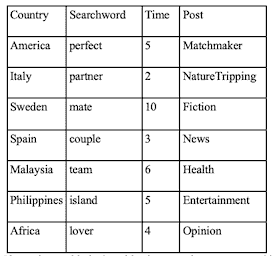 Country Searchword Time Post
America perfect 5 Matchmaker
Italy partner 2 NatureTripping
Sweden mate 10 Fiction
Spain couple 3 News
Malaysia team 6 Health
Philippines island 5 Entertainment
Africa lover 4 Opinion